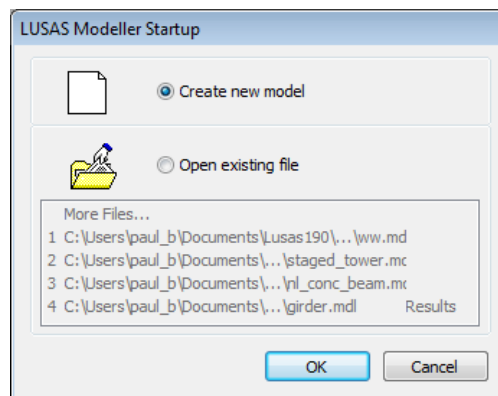 LUSAS Modeller Startup
Create new model
Open existing file
More Files...
1 C:\Users\paul_b\Documents\Lusas190\...\ww.md
2 C:\Users\paul_b\Documents\...\staged_tower.mc
3 C:\Users\paul_b\Documents\...\nl_conc_beam.mc
4 C:\Users\paul_b\Documents\...\girder.mdl Results
OK Cancel